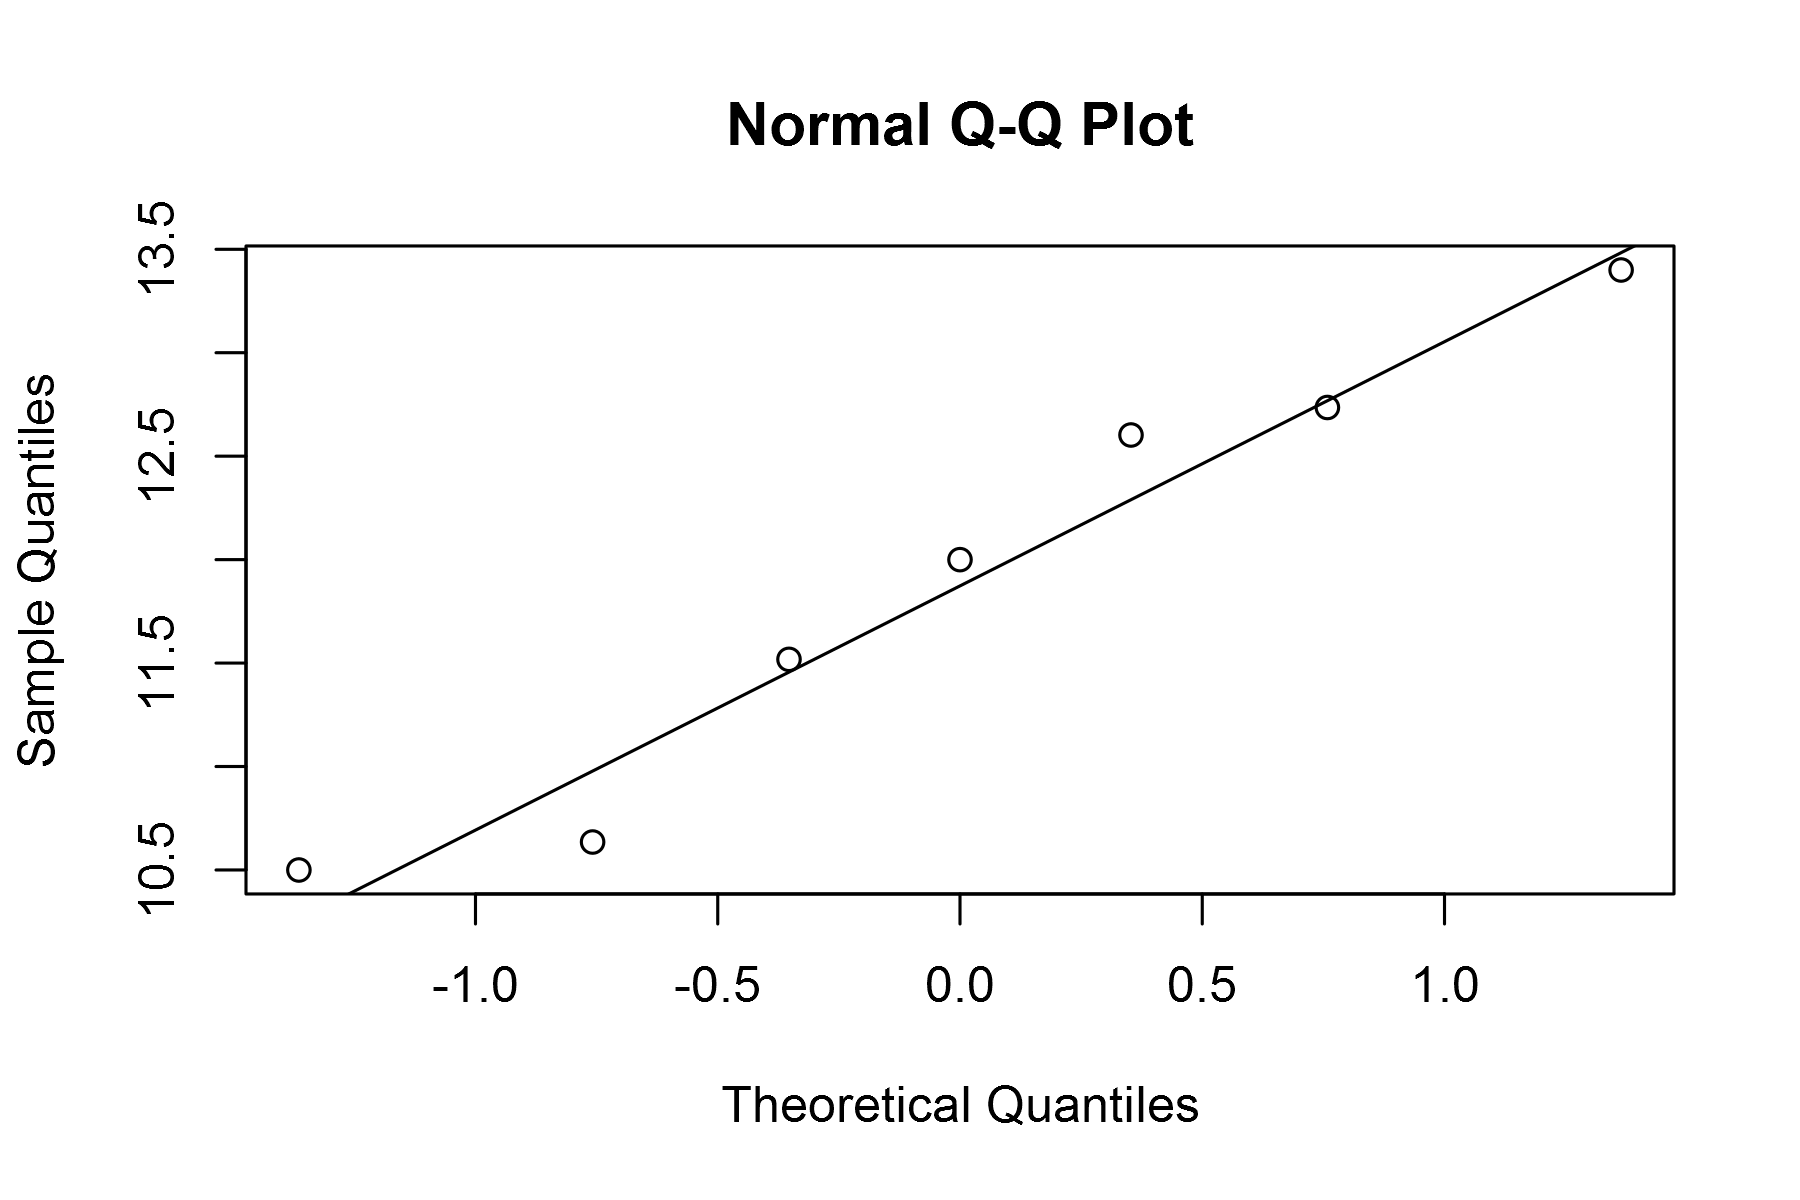 Normal Q-Q Plot
Sample Quantiles
13.5
12.5
11.5
10.5
-1.0 -0.5 0.0 0.5 1.0
Theoretical Quantiles